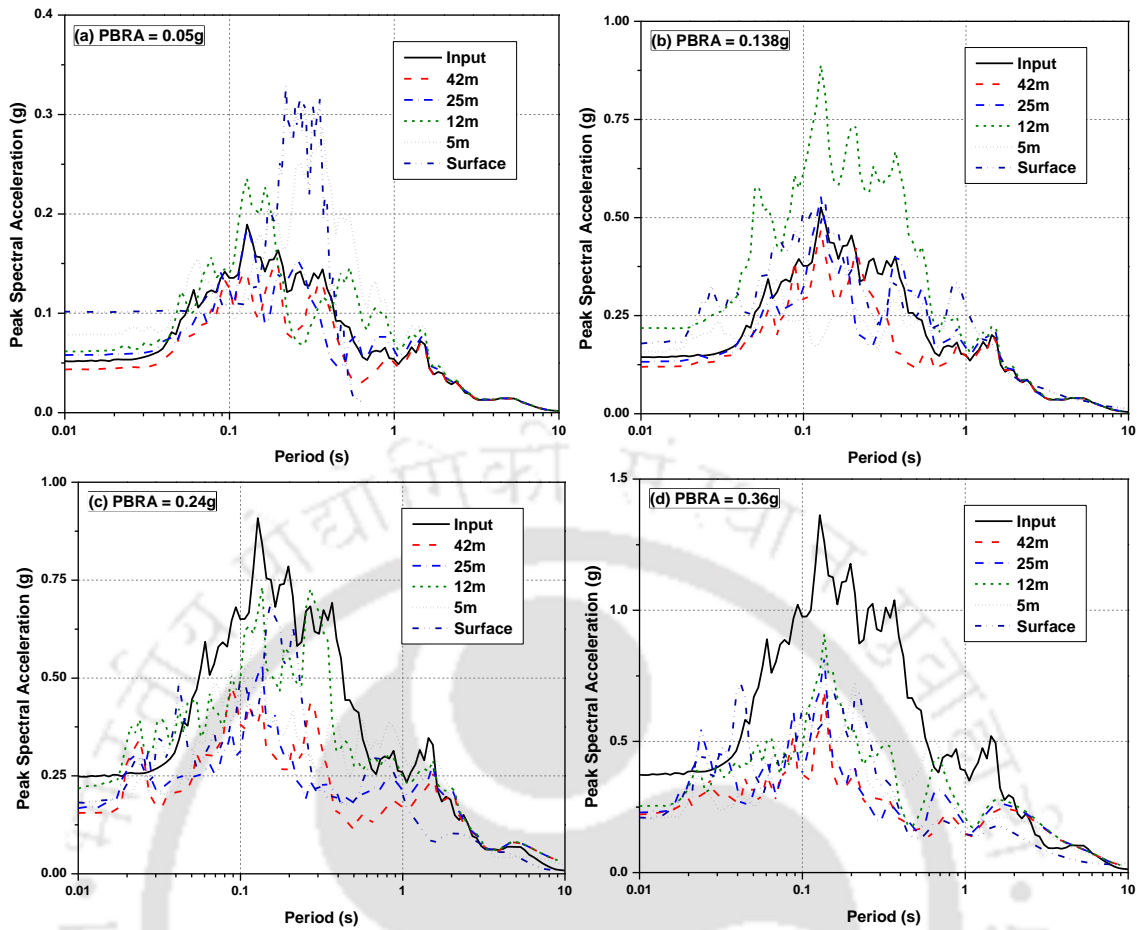 (a) PBRA = 0.05g
Input
42m
25m
12m
5m
Surface
Peak Spectral Acceleration (g)
0.4
0.3
0.2
0.1
0.0
0.01 0.1 1 10
Period (s)
(b) PBRA = 0.138g
Input
42m
25m
12m
5m
Surface
Peak Spectral Acceleration (g)
1.00
0.75
0.50
0.25
0.00
0.01 0.1 1 10
Period (s)
(c) PBRA = 0.24g
Input
42m
25m
12m
5m
Surface
Peak Spectral Acceleration (g)
1.00
0.75
0.50
0.25
0.00
0.01 0.1 1 10
Period (s)
(d) PBRA = 0.36g
Input
42m
25m
12m
5m
Surface
Peak Spectral Acceleration (g)
1.5
1.0
0.5
0.0
0.01 0.1 1 10
Period (s)